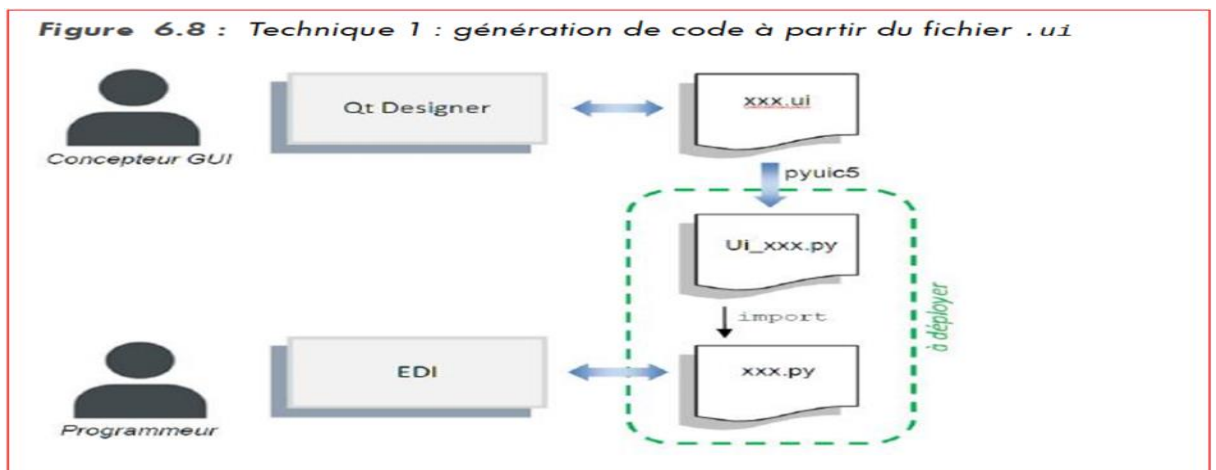 Figure 6.8 : Technique 1 : génération de code à partir du fichier .ui
Qt Designer
xxx.ui
Concepteur GUI
pyuic5
Ui_xxx.py
import
à déployer
EDI
xxx.py
Programmeur